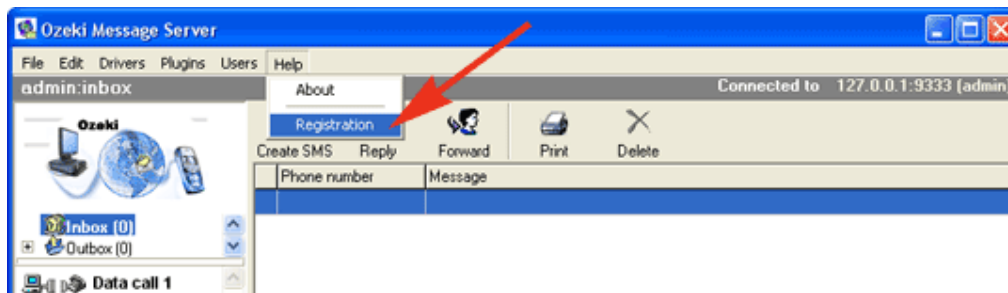 Ozeki Message Server
File Edit Drivers Plugins Users Help
admin:inbox
Connected to 127.0.0.1:9333 (admin)
About
Registration
Ozeki
Create SMS Reply Forward Print Delete
Phone number Message
Inbox (0)
Outbox (0)
Data call 1